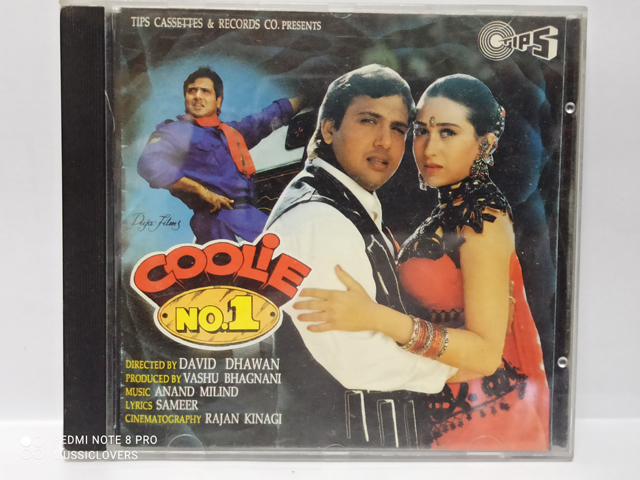 TIPS CASSETTES & RECORDS CO. PRESENTS
TIPS
Puja Films
COOLiE
NO.1
DIRECTED BY DAVID DHAWAN
PRODUCED BY VASHU BHAGNANI
MUSIC ANAND MILIND
LYRICS SAMEER
CINEMATOGRAPHY RAJAN KINAGI
REDMI NOTE 8 PRO
MUSSICLOVERS